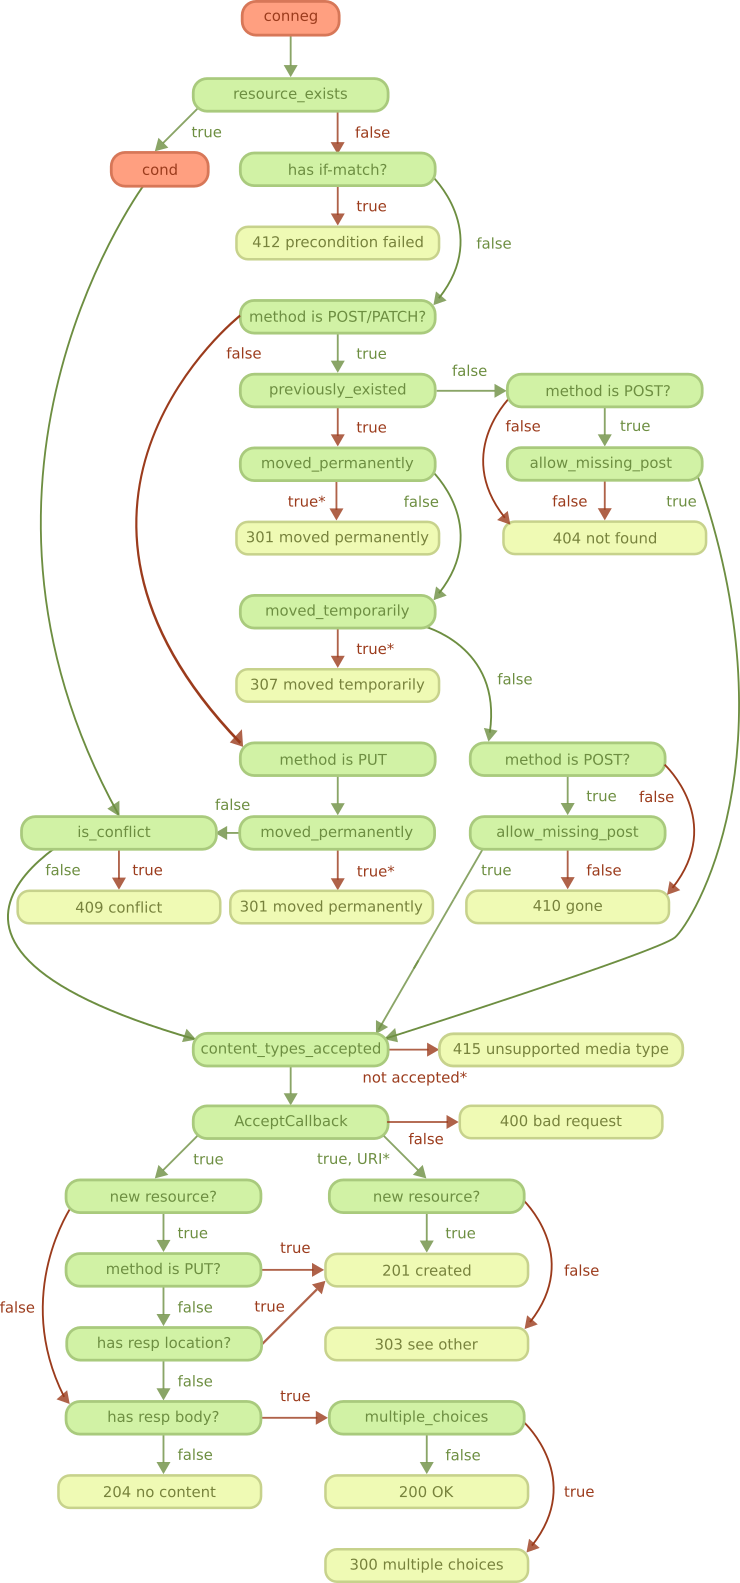 conneg
resource_exists
true
false
cond
has if-match?
true
412 precondition failed
false
method is POST/PATCH?
false
true
previously_existed
false
method is POST?
true
false
true
moved_permanently
allow_missing_post
true*
false
false
true
301 moved permanently
404 not found
moved_temporarily
true*
307 moved temporarily
false
method is PUT
method is POST?
true
false
false
is_conflict
moved_permanently
allow_missing_post
false
true
true*
true
false
409 conflict
301 moved permanently
410 gone
content_types_accepted
415 unsupported media type
not accepted*
AcceptCallback
400 bad request
false
true
true, URI*
new resource?
new resource?
true
true
true
method is PUT?
201 created
false
false
true
false
has resp location?
303 see other
false
true
has resp body?
multiple_choices
false
false
204 no content
200 OK
true
300 multiple choices